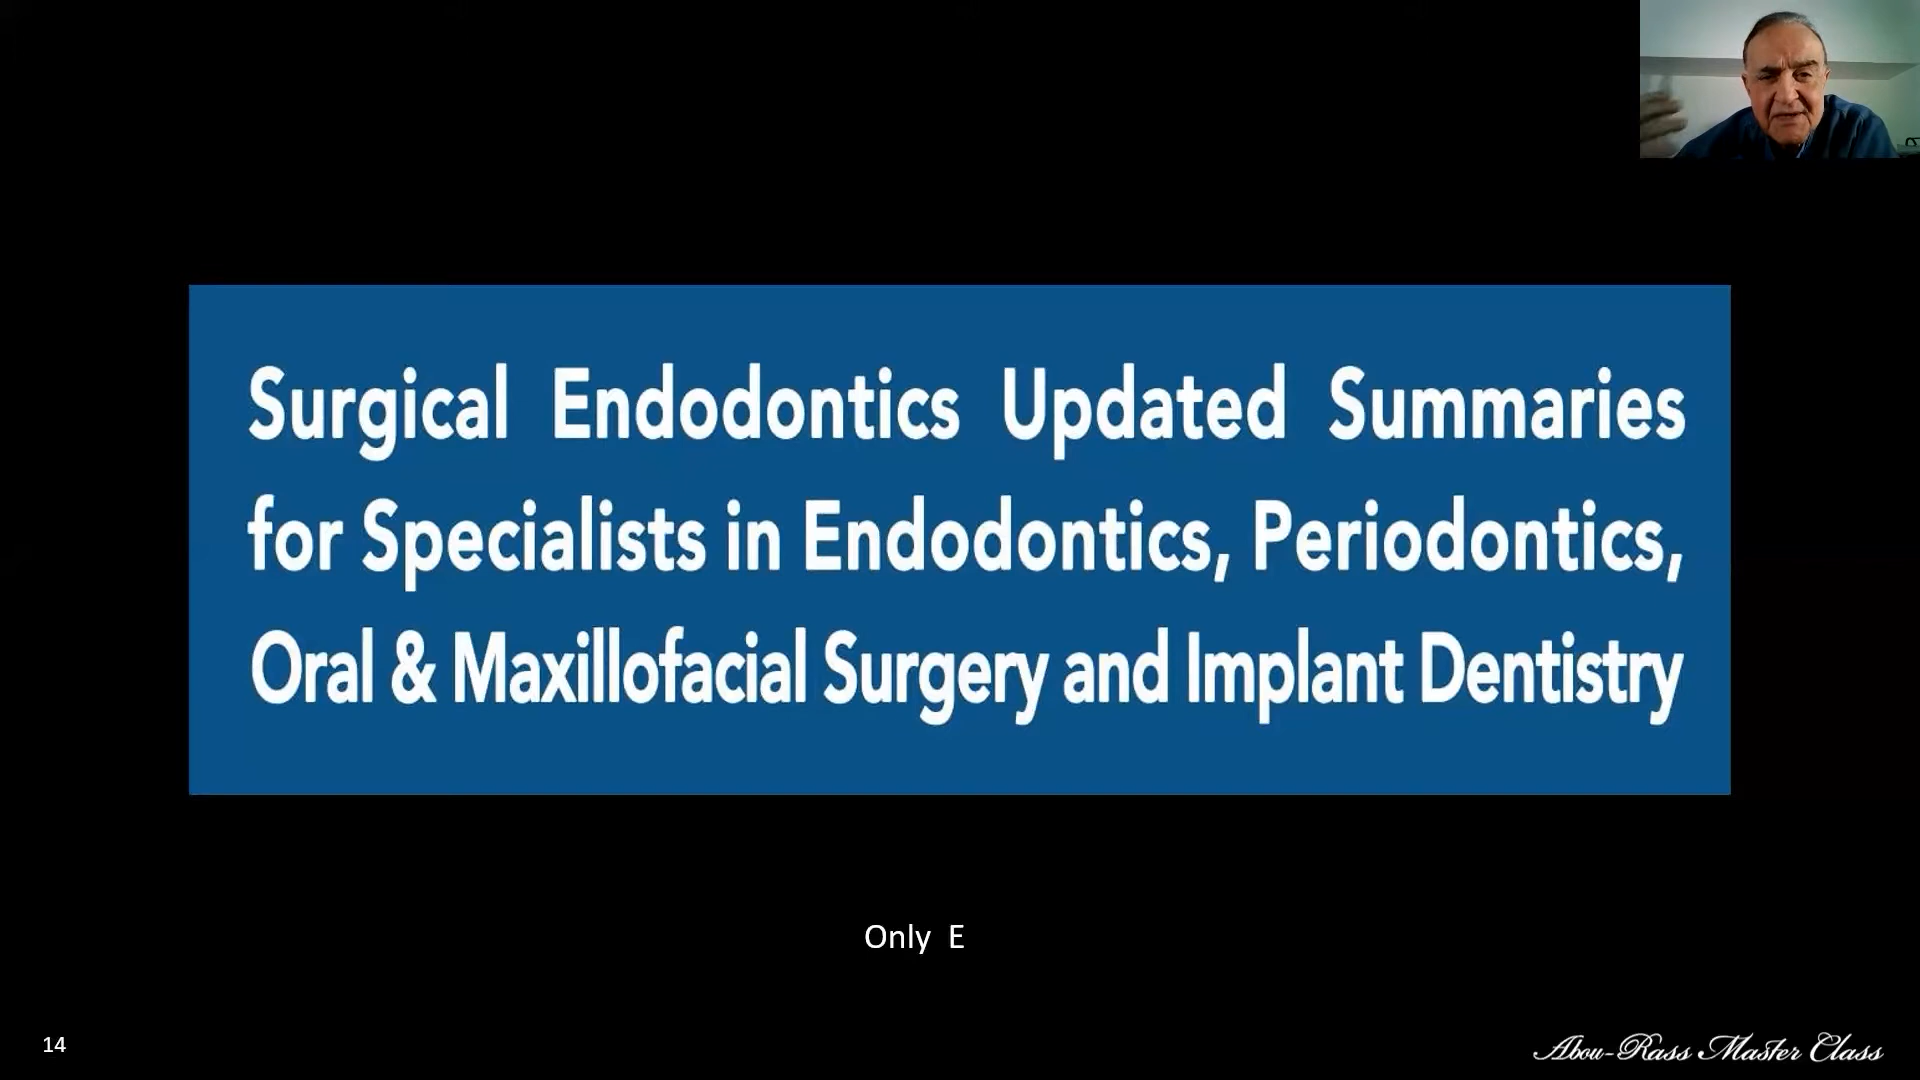 Surgical Endodontics Updated Summaries
for Specialists in Endodontics, Periodontics,
Oral & Maxillofacial Surgery and Implant Dentistry
Only E
14
Abou-Rass Master Class